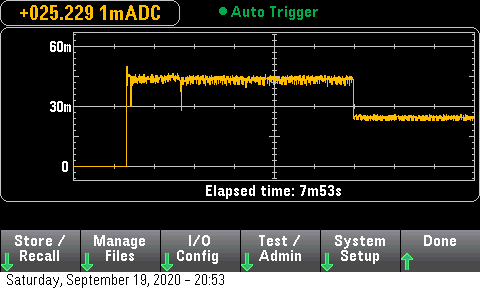 +025.229 1mADC
Auto Trigger
60m
30m
0
Elapsed time: 7m53s
Store / Recall
Manage Files
I/O Config
Test / Admin
System Setup
Done
Saturday, September 19, 2020 - 20:53